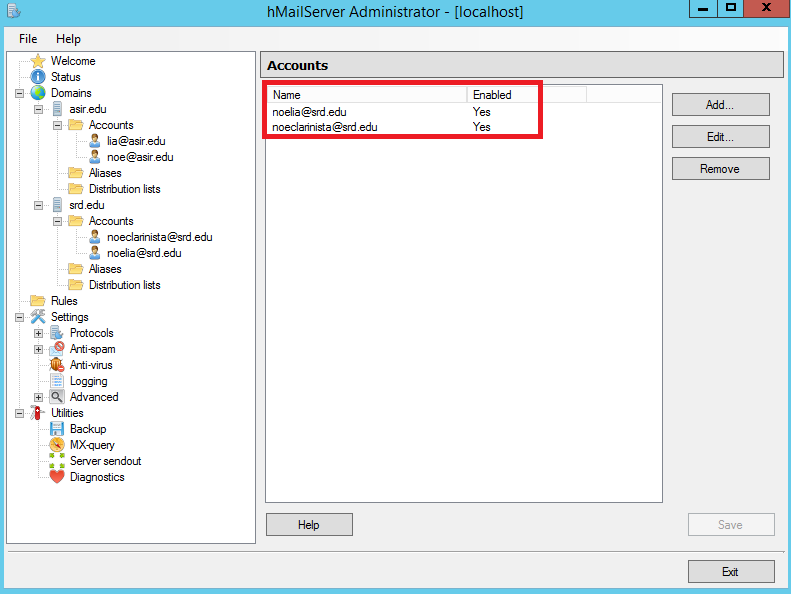 hMailServer Administrator - [localhost]
File Help
Welcome
Status
Domains
asir.edu
Accounts
lia@asir.edu
noe@asir.edu
Aliases
Distribution lists
srd.edu
Accounts
noeclarinista@srd.edu
noelia@srd.edu
Aliases
Distribution lists
Rules
Settings
Protocols
Anti-spam
Anti-virus
Logging
Advanced
Utilities
Backup
MX-query
Server sendout
Diagnostics
Accounts
Name Enabled
noelia@srd.edu Yes
noeclarinista@srd.edu Yes
Add...
Edit...
Remove
Help
Save
Exit